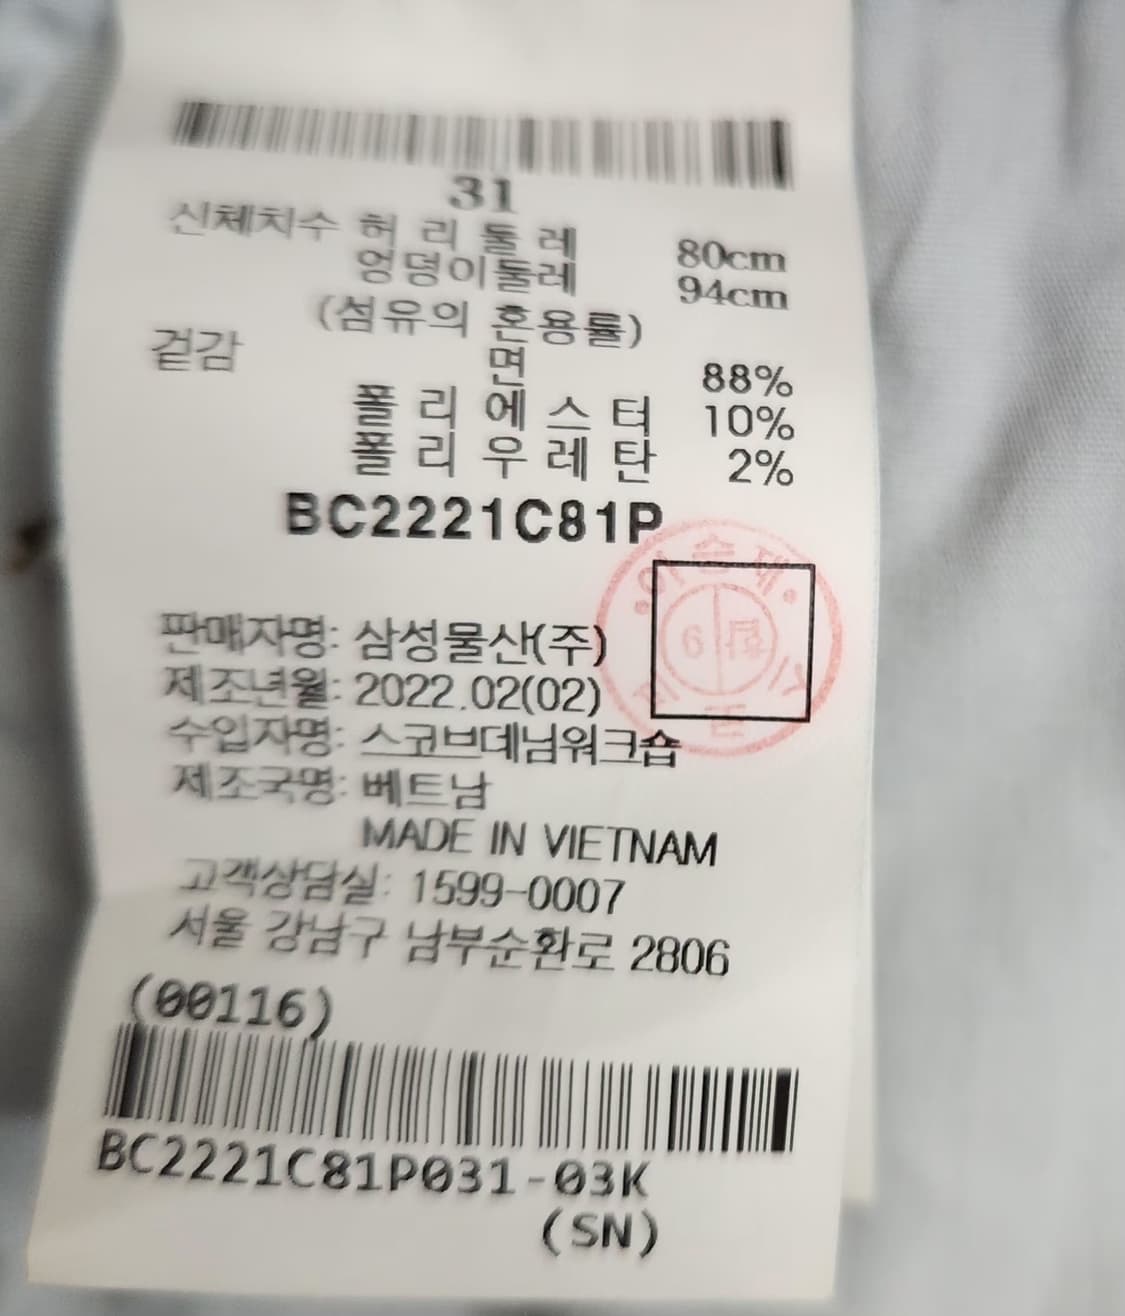 31
신체치수 허 리 둘 레 80cm
엉덩이둘레 94cm
(섬유의 혼용률)
겉감 면 88%
폴 리 에 스 터 10%
폴 리 우 레 탄 2%
BC2221C81P
판매자명: 삼성물산(주)
제조년월: 2022.02(02)
수입자명: 스코브데님워크숍
제조국명: 베트남
MADE IN VIETNAM
고객상담실: 1599-0007
서울 강남구 남부순환로 2806
(00116)
BC2221C81P031-03K
(SN)